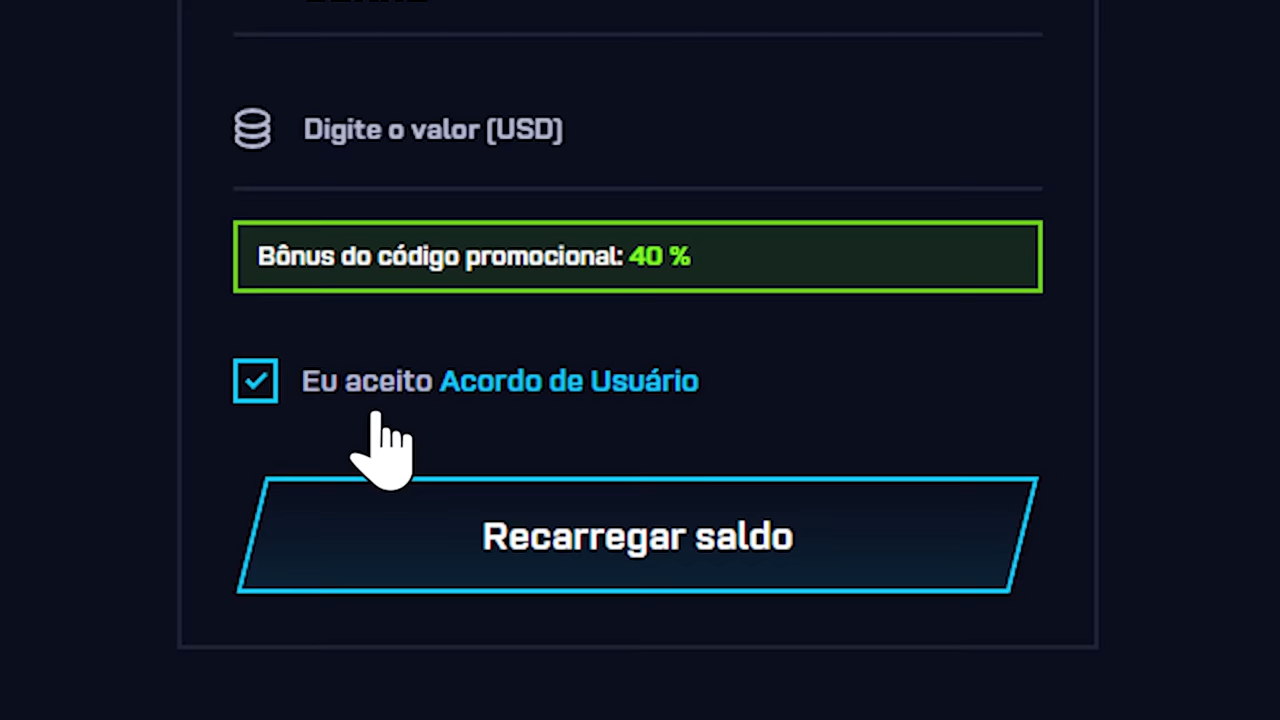 Digite o valor (USD)
Bônus do código promocional: 40 %
Eu aceito Acordo de Usuário
Recarregar saldo